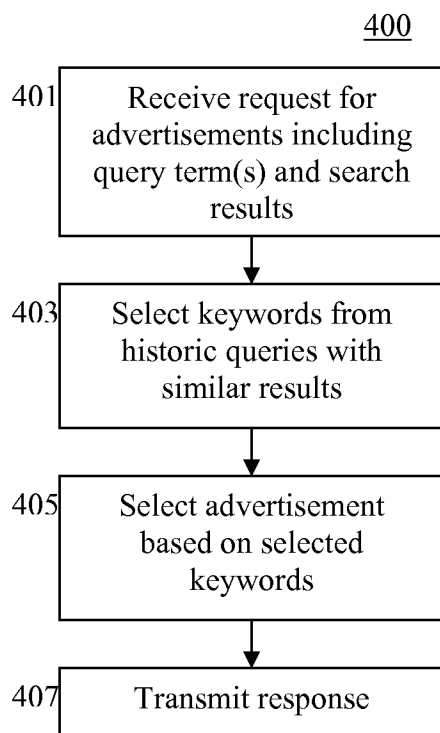 400
401
Receive request for
advertisements including
query term(s) and search
results
403
Select keywords from
historic queries with
similar results
405
Select advertisement
based on selected
keywords
407
Transmit response